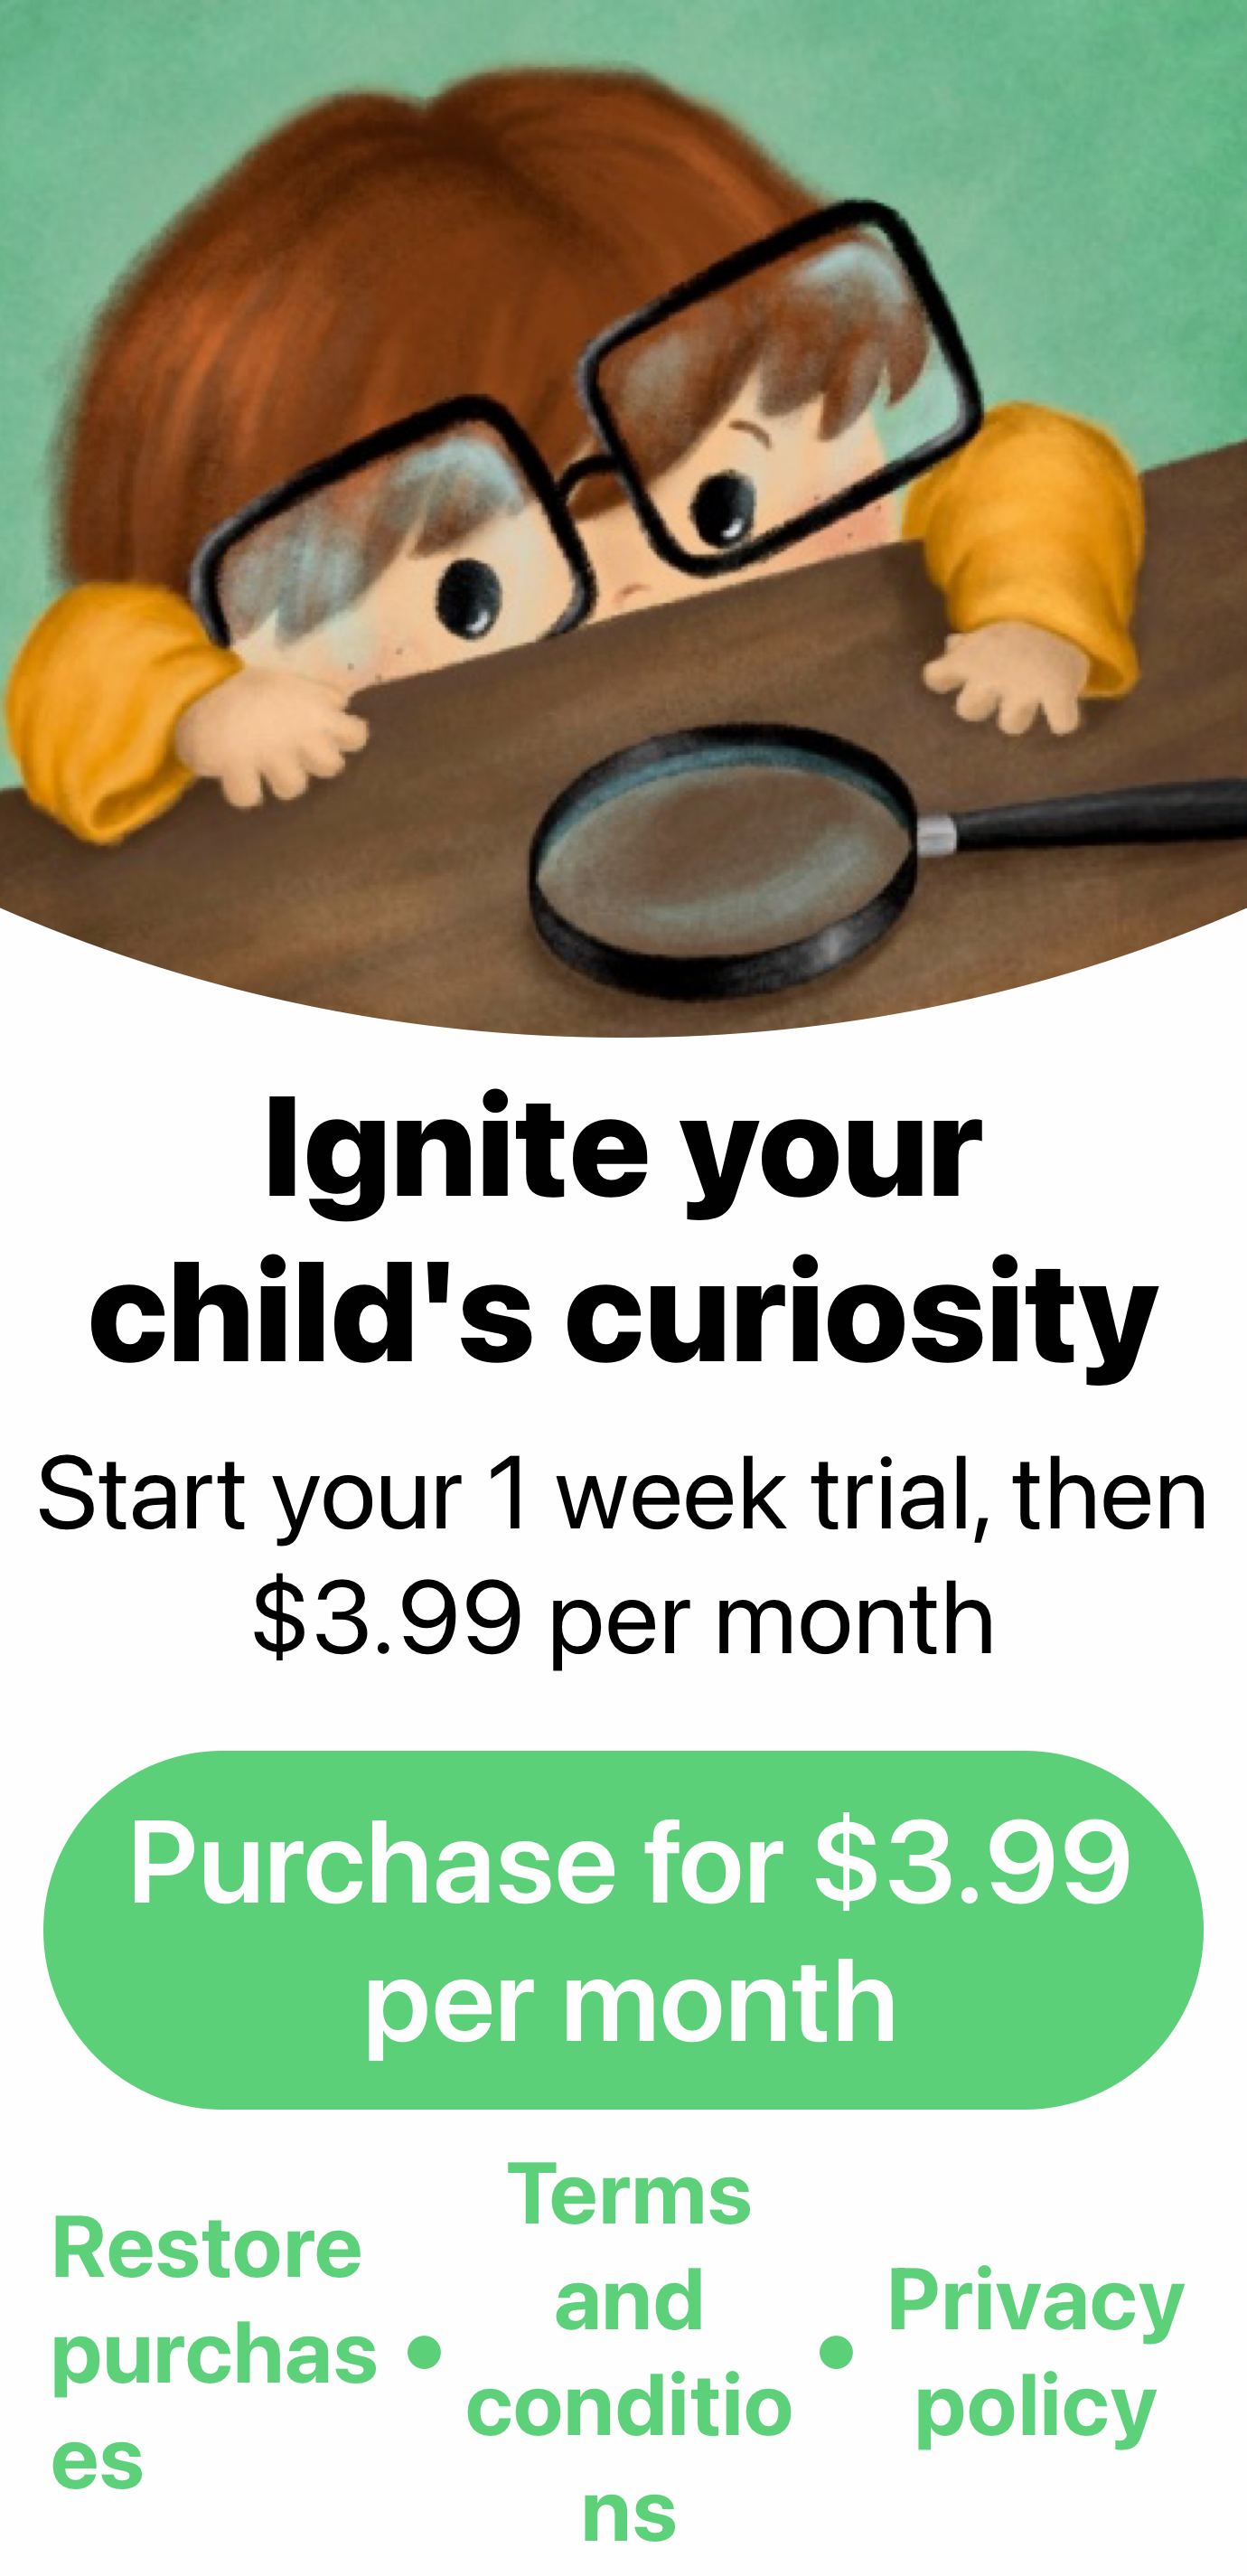 Ignite your
child's curiosity
Start your 1 week trial, then
$3.99 per month
Purchase for $3.99
per month
Restore
purchas
es
•
Terms
and
conditio
ns
•
Privacy
policy